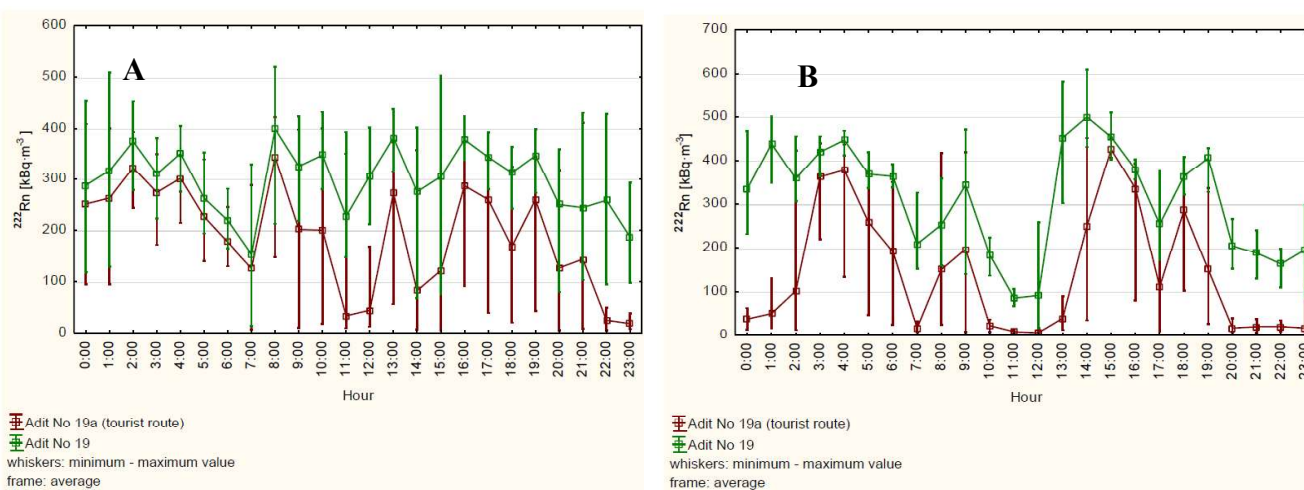 A
600
500
400
300
200
100
0
²²²Rn [kBq·m⁻³]
0:00 1:00 2:00 3:00 4:00 5:00 6:00 7:00 8:00 9:00 10:00 11:00 12:00 13:00 14:00 15:00 16:00 17:00 18:00 19:00 20:00 21:00 22:00 23:00
Hour
Adit No 19a (tourist route)
Adit No 19
whiskers: minimum - maximum value
frame: average
B
700
600
500
400
300
200
100
0
²²²Rn [kBq·m⁻³]
0:00 1:00 2:00 3:00 4:00 5:00 6:00 7:00 8:00 9:00 10:00 11:00 12:00 13:00 14:00 15:00 16:00 17:00 18:00 19:00 20:00 21:00 22:00 23:00
Hour
Adit No 19a (tourist route)
Adit No 19
whiskers: minimum - maximum value
frame: average